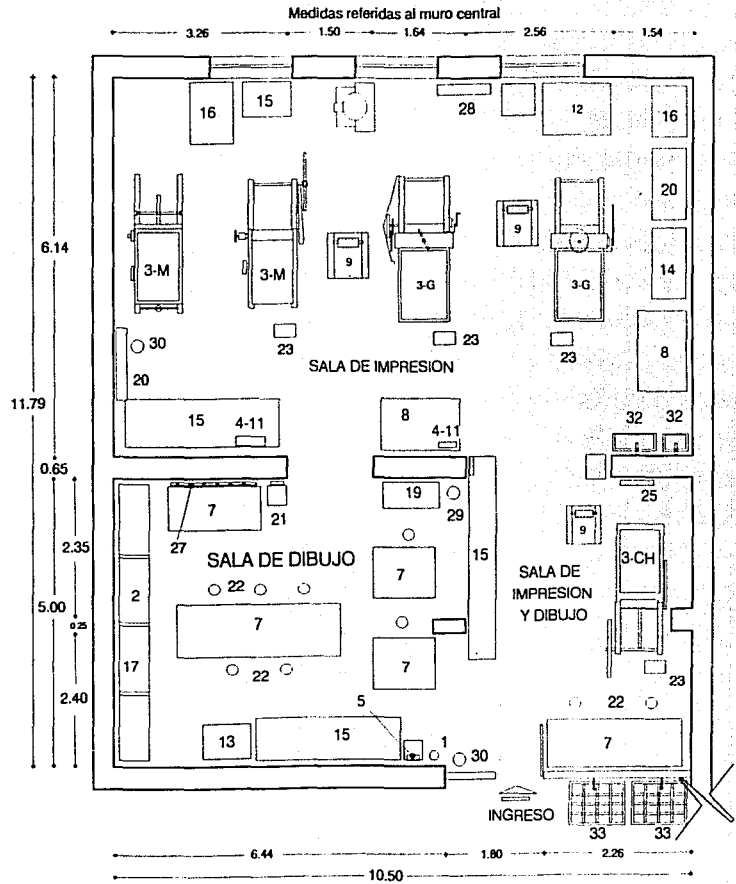 Medidas referidas al muro central
3.26 1.50 1.64 2.56 1.54
16 15 28 12 16
20
9
6.14
3-M 3-M 9 3-G 3-G 14
30 23 23 23 8
SALA DE IMPRESION
20
11.79
15 4-11 8 4-11 32 32
0.65
7 21 19 29 25
27
2.35
SALA DE DIBUJO 7 15 9 3-CH
2 22
SALA DE
IMPRESION
Y DIBUJO
5.00
0.25
7 7
17 22 23
2.40
5 22
13 15 1 30 7
INGRESO
33 33
6.44 1.80 2.26
10.50